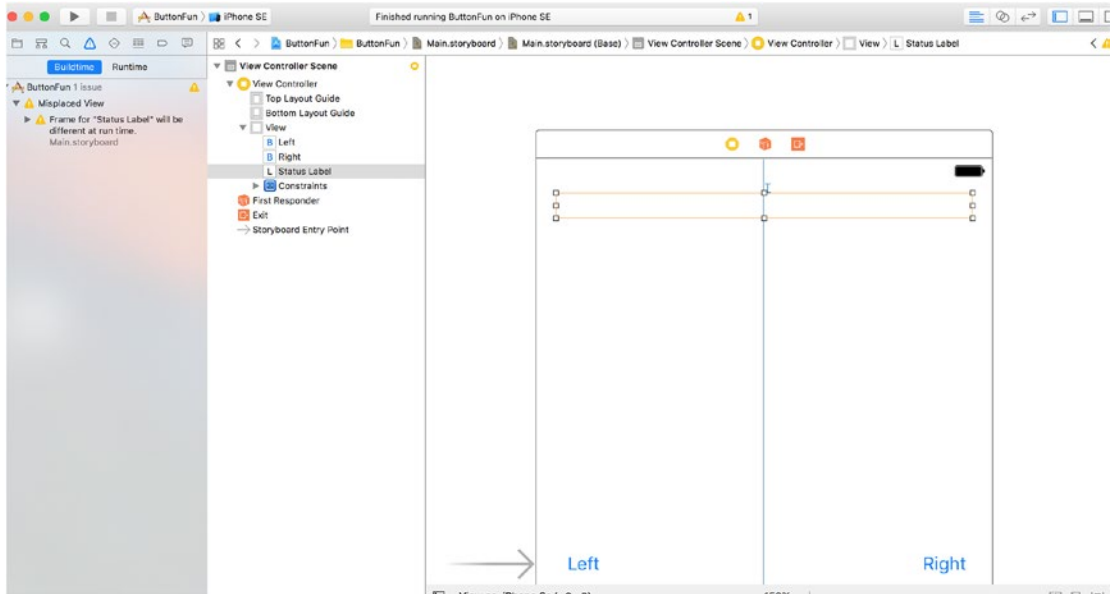 ButtonFun 〉 iPhone SE
Finished running ButtonFun on iPhone SE
1
ButtonFun 〉 ButtonFun 〉 Main.storyboard 〉 Main.storyboard (Base) 〉 View Controller Scene 〉 View Controller 〉 View 〉 L Status Label
Buildtime Runtime
ButtonFun 1 issue
Misplaced View
Frame for "Status Label" will be
different at run time.
Main.storyboard
View Controller Scene
View Controller
Top Layout Guide
Bottom Layout Guide
View
B Left
B Right
L Status Label
Constraints
First Responder
Exit
Storyboard Entry Point
Left
Right